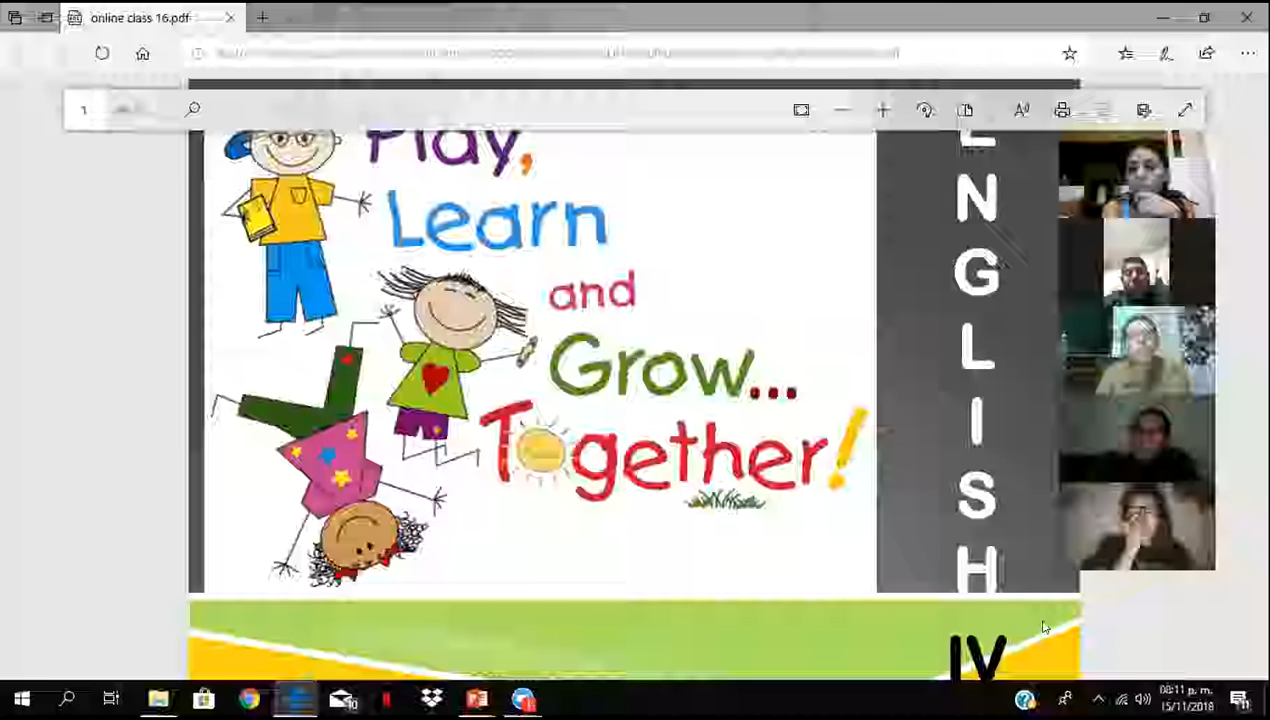 online class 16.pdf
1
Play,
Learn
and
Grow...
Together!
E
N
G
L
I
S
H
IV
08:11 p. m.
15/11/2018